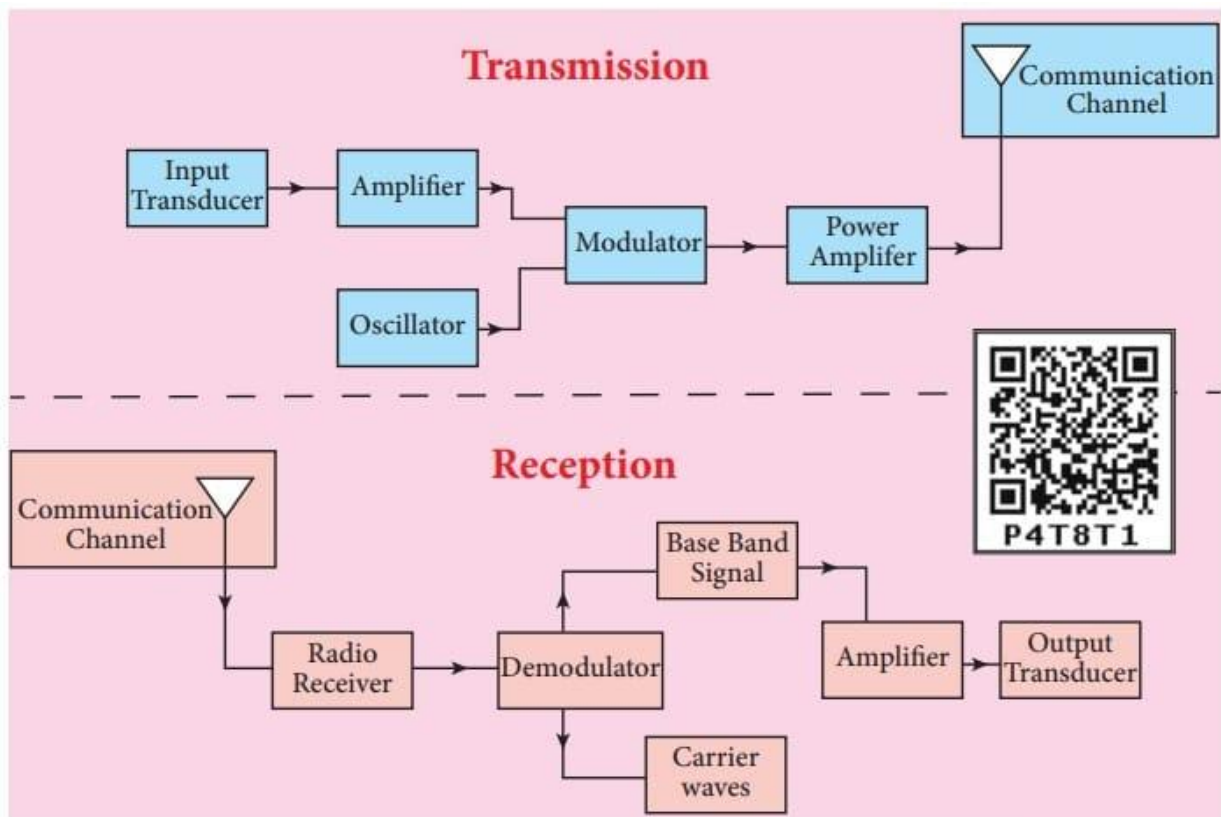 Transmission
Communication
Channel
Input
Transducer
Amplifier
Modulator
Power
Amplifer
Oscillator
P4T8T1
Reception
Communication
Channel
Base Band
Signal
Radio
Receiver
Demodulator
Amplifier
Output
Transducer
Carrier
waves